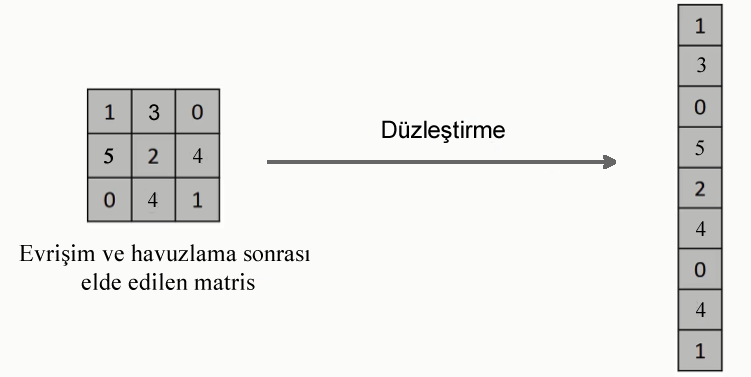 1 3 0
5 2 4
0 4 1
Evrişim ve havuzlama sonrası
elde edilen matris
Düzleştirme
1
3
0
5
2
4
0
4
1